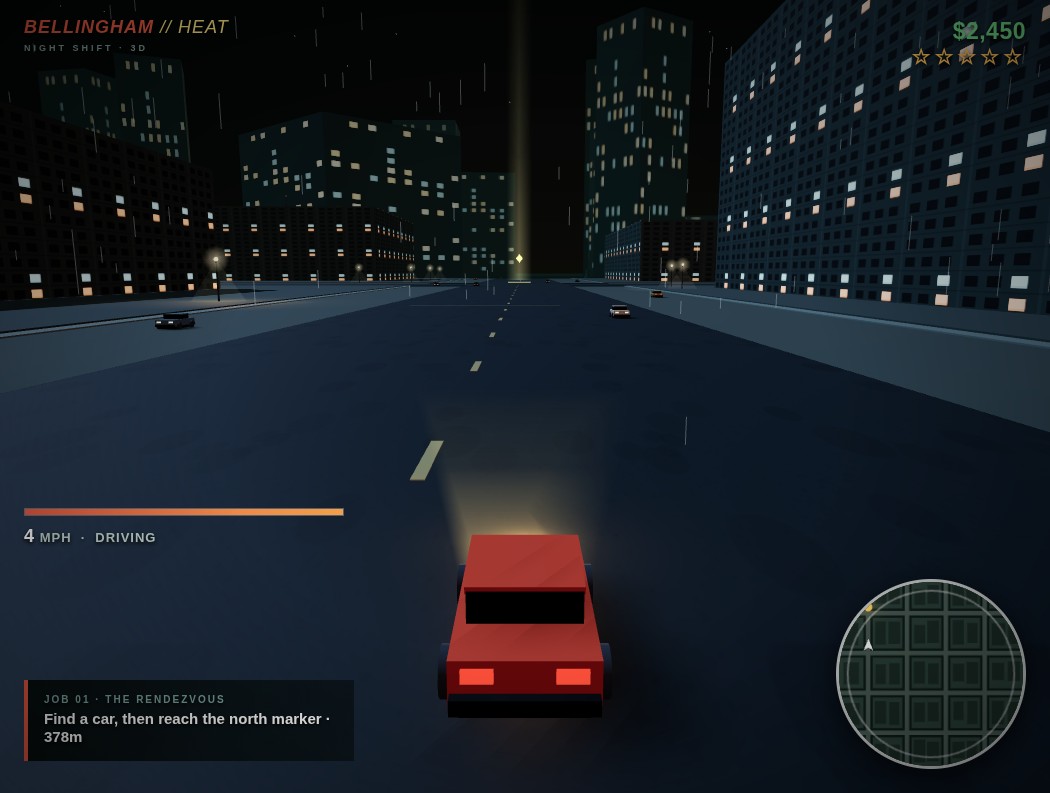 BELLINGHAM // HEAT
NIGHT SHIFT · 3D
$2,450
☆☆☆☆☆
4 MPH · DRIVING
JOB 01 · THE RENDEZVOUS
Find a car, then reach the north marker ·
378m